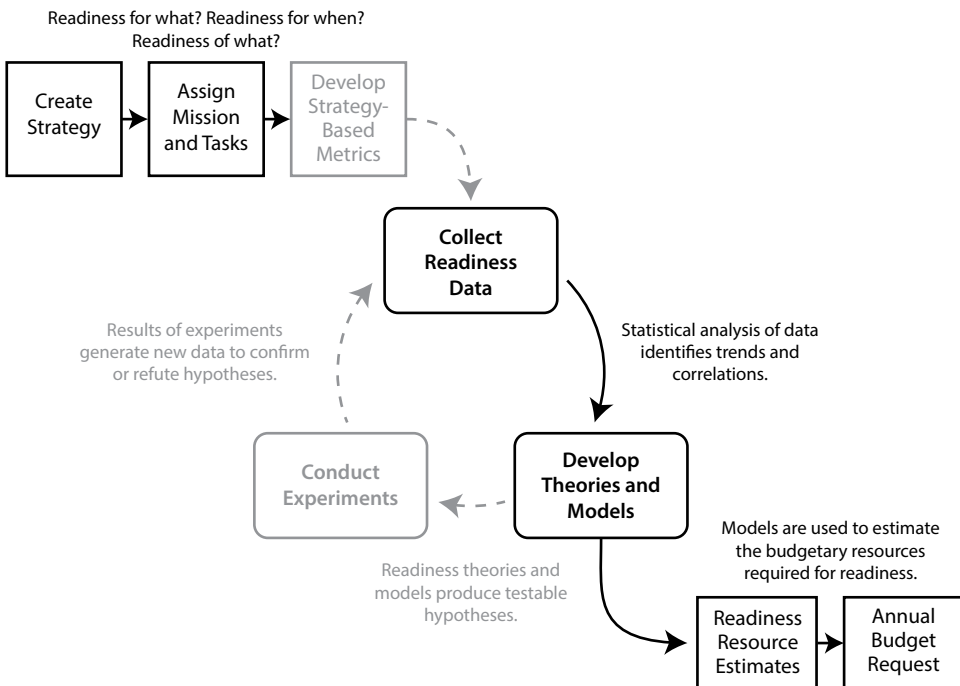 Readiness for what? Readiness for when?
Readiness of what?
Create
Strategy
Assign
Mission
and Tasks
Develop
Strategy-
Based
Metrics
Collect
Readiness
Data
Results of experiments
generate new data to confirm
or refute hypotheses.
Statistical analysis of data
identifies trends and
correlations.
Conduct
Experiments
Develop
Theories and
Models
Readiness theories and
models produce testable
hypotheses.
Models are used to estimate
the budgetary resources
required for readiness.
Readiness
Resource
Estimates
Annual
Budget
Request